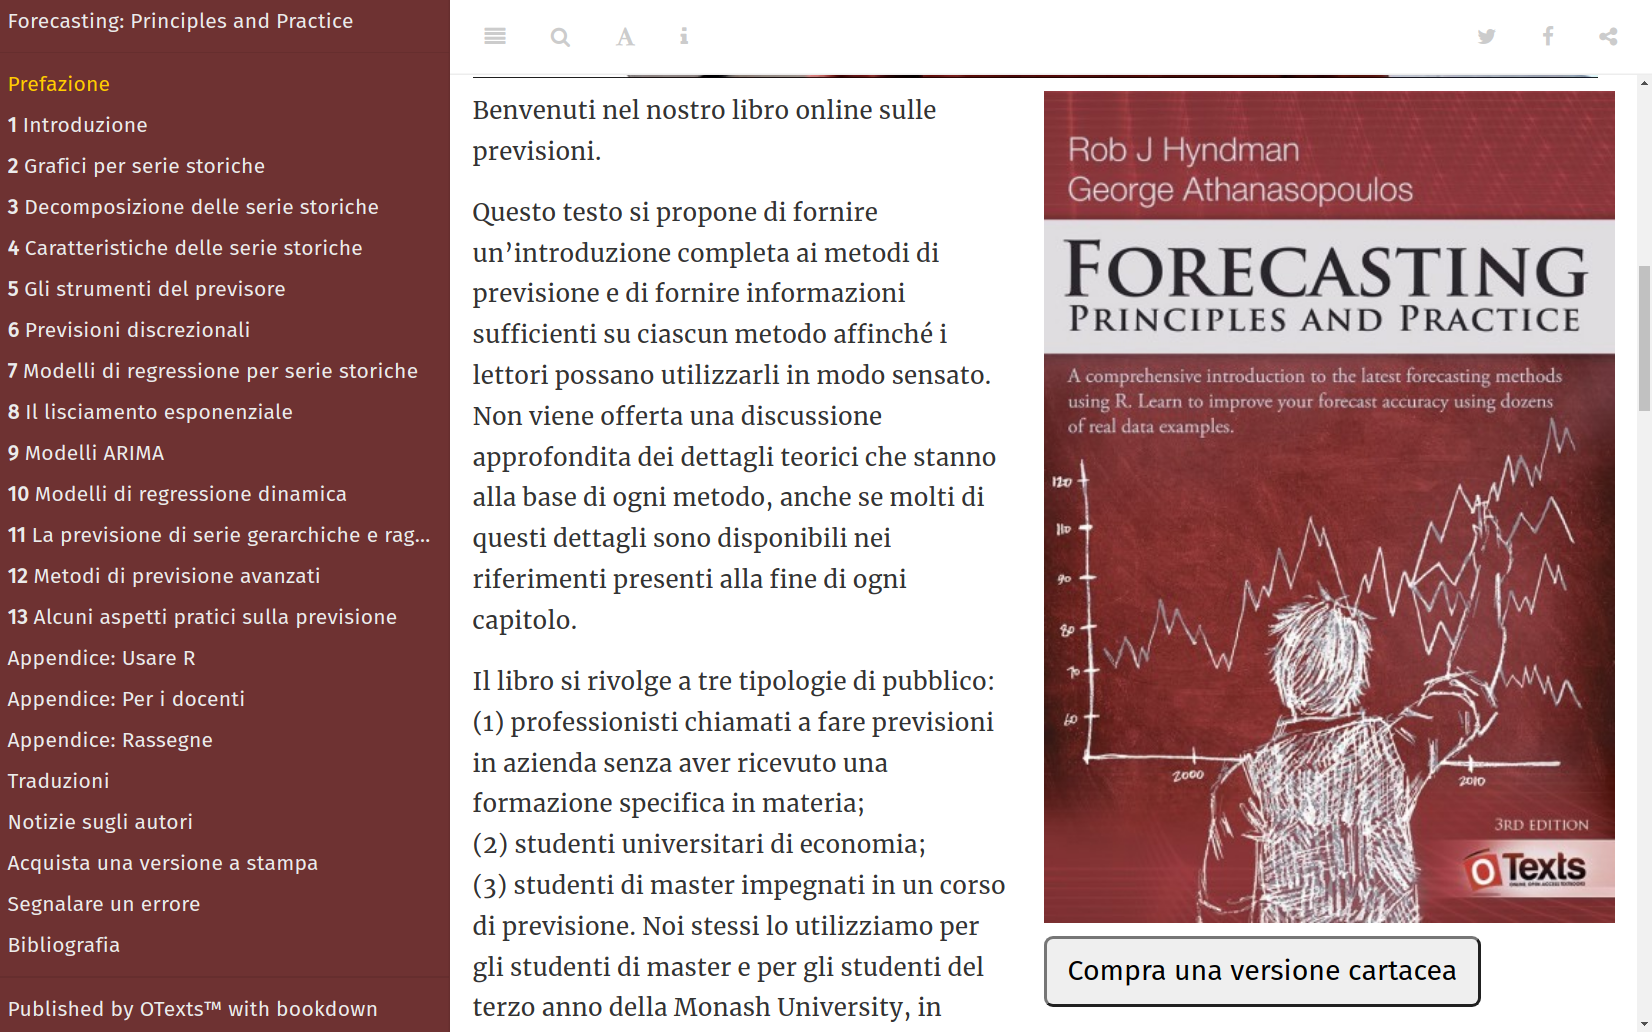 Forecasting: Principles and Practice
Prefazione
1 Introduzione
2 Grafici per serie storiche
3 Decomposizione delle serie storiche
4 Caratteristiche delle serie storiche
5 Gli strumenti del previsore
6 Previsioni discrezionali
7 Modelli di regressione per serie storiche
8 Il lisciamento esponenziale
9 Modelli ARIMA
10 Modelli di regressione dinamica
11 La previsione di serie gerarchiche e rag...
12 Metodi di previsione avanzati
13 Alcuni aspetti pratici sulla previsione
Appendice: Usare R
Appendice: Per i docenti
Appendice: Rassegne
Traduzioni
Notizie sugli autori
Acquista una versione a stampa
Segnalare un errore
Bibliografia
Published by OTexts™ with bookdown
Benvenuti nel nostro libro online sulle
previsioni.
Questo testo si propone di fornire
un’introduzione completa ai metodi di
previsione e di fornire informazioni
sufficienti su ciascun metodo affinché i
lettori possano utilizzarli in modo sensato.
Non viene offerta una discussione
approfondita dei dettagli teorici che stanno
alla base di ogni metodo, anche se molti di
questi dettagli sono disponibili nei
riferimenti presenti alla fine di ogni
capitolo.
Il libro si rivolge a tre tipologie di pubblico:
(1) professionisti chiamati a fare previsioni
in azienda senza aver ricevuto una
formazione specifica in materia;
(2) studenti universitari di economia;
(3) studenti di master impegnati in un corso
di previsione. Noi stessi lo utilizziamo per
gli studenti di master e per gli studenti del
terzo anno della Monash University, in
Rob J Hyndman
George Athanasopoulos
FORECASTING
PRINCIPLES AND PRACTICE
A comprehensive introduction to the latest forecasting methods
using R. Learn to improve your forecast accuracy using dozens
of real data examples.
120
110
90
80
70
60
2000
2010
3RD EDITION
OTexts
ONLINE, OPEN-ACCESS TEXTBOOKS
Compra una versione cartacea